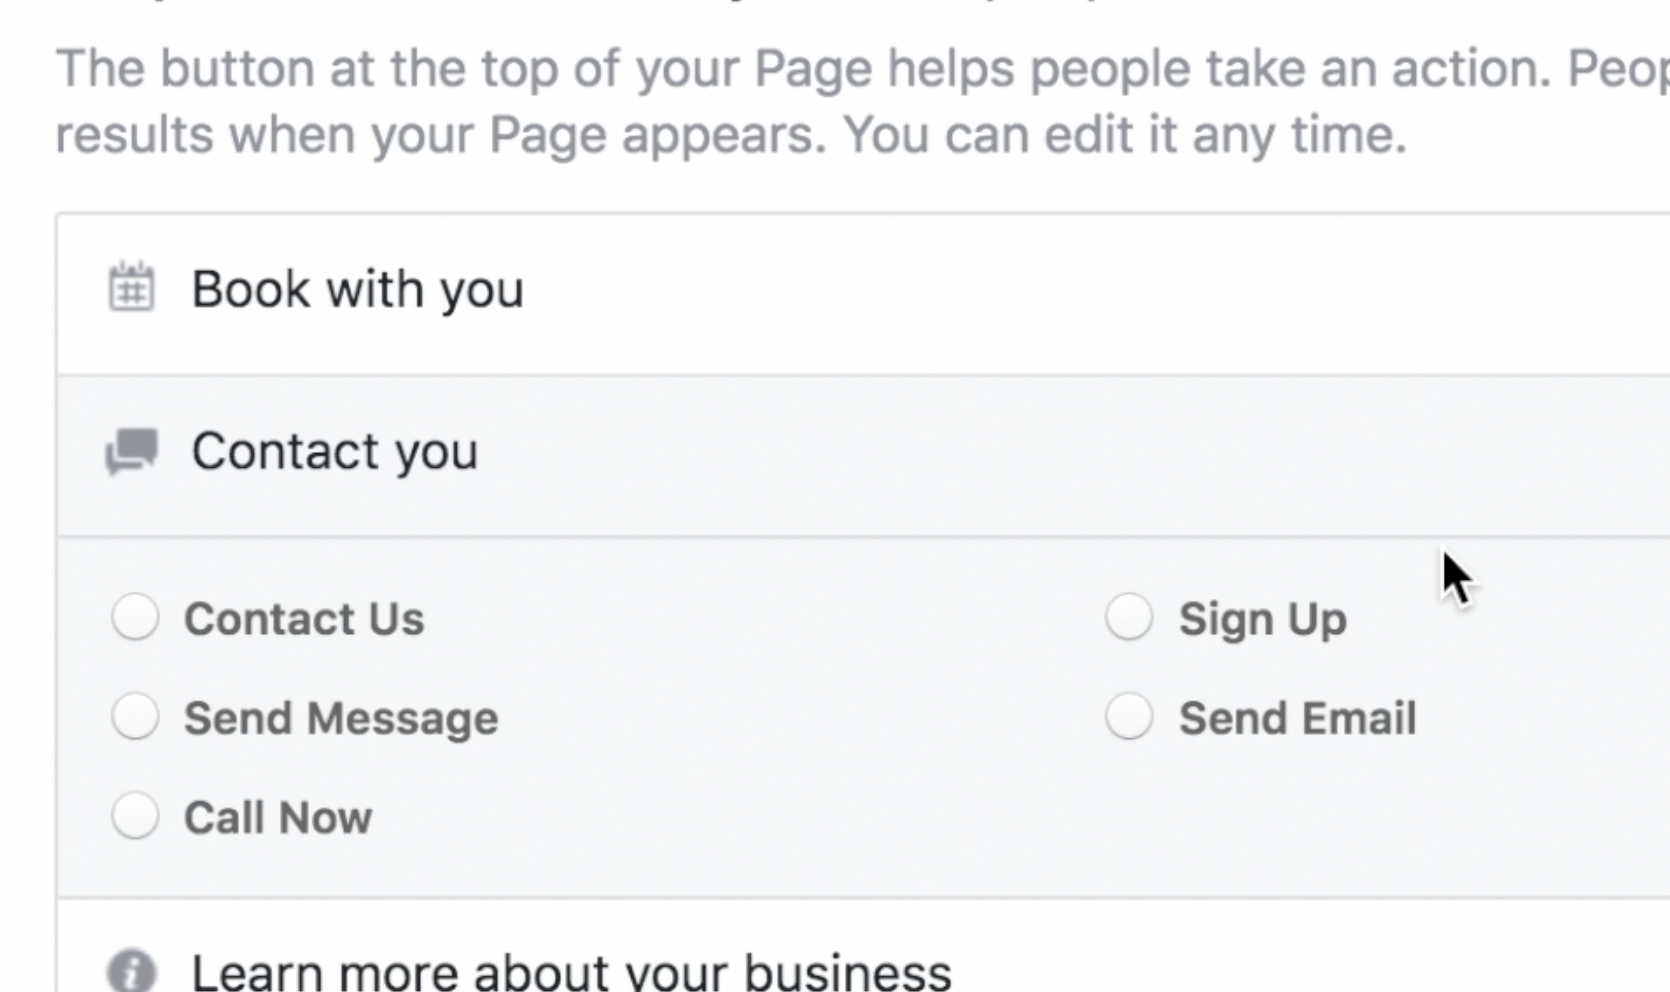 The button at the top of your Page helps people take an action.
results when your Page appears. You can edit it any time.
Book with you
Contact you
Contact Us
Sign Up
Send Message
Send Email
Call Now
Learn more about your business